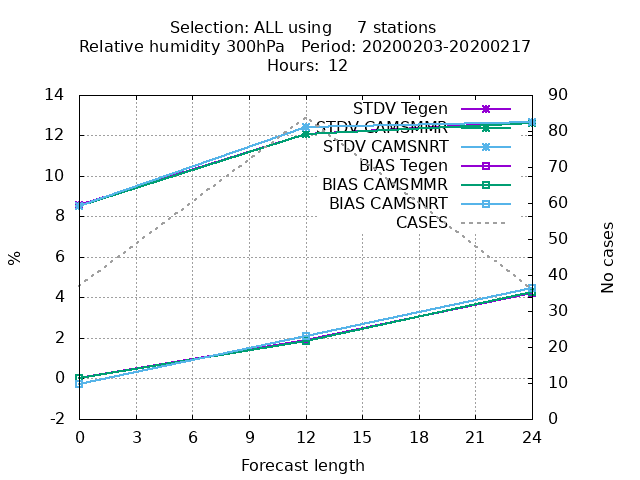 Selection: ALL using     7 stations
Relative humidity 300hPa   Period: 20200203-20200217
Hours:  12
14
12
10
8
6
4
2
0
-2
%
90
80
70
60
50
40
30
20
10
0
No cases
STDV Tegen
STDV CAMSMMR
STDV CAMSNRT
BIAS Tegen
BIAS CAMSMMR
BIAS CAMSNRT
CASES
0 3 6 9 12 15 18 21 24
Forecast length